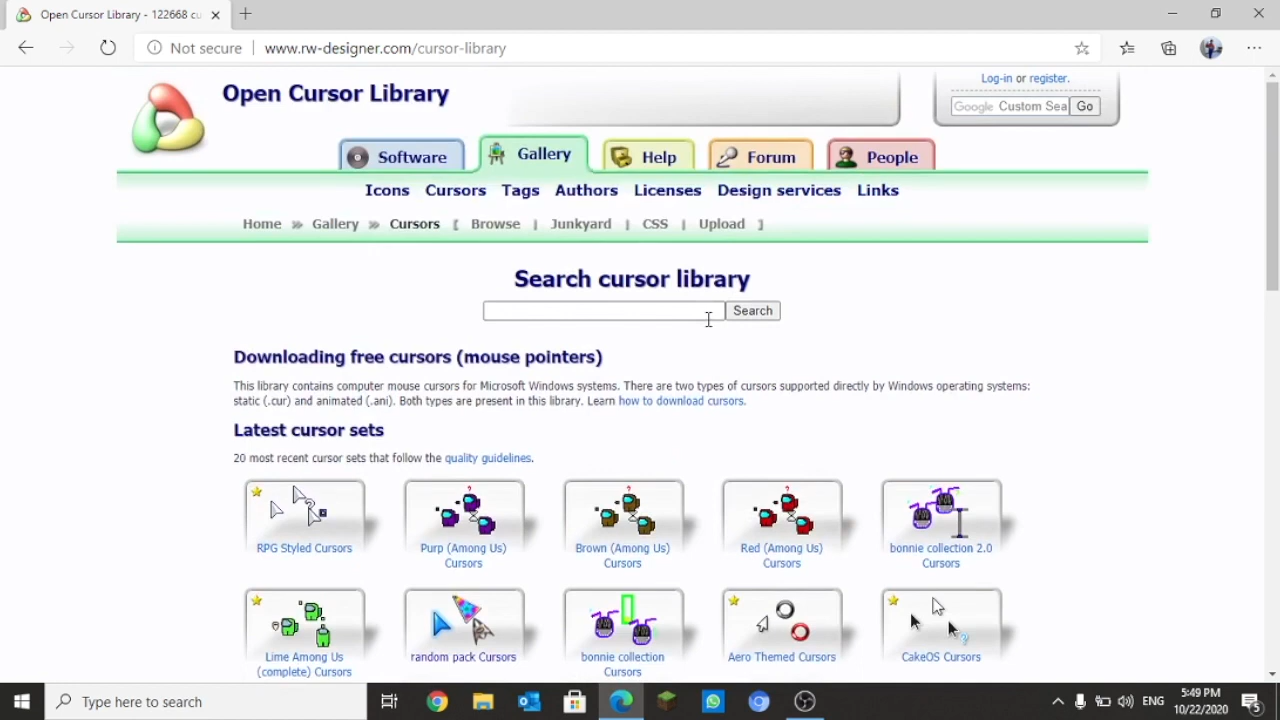 Open Cursor Library - 122668 cu
Not secure
www.rw-designer.com/cursor-library
Open Cursor Library
Log-in or register.
Google Custom Sea Go
Software Gallery Help Forum People
Icons Cursors Tags Authors Licenses Design services Links
Home » Gallery » Cursors [ Browse | Junkyard | CSS | Upload ]
Search cursor library
Search
Downloading free cursors (mouse pointers)
This library contains computer mouse cursors for Microsoft Windows systems. There are two types of cursors supported directly by Windows operating systems:
static (.cur) and animated (.ani). Both types are present in this library. Learn how to download cursors.
Latest cursor sets
20 most recent cursor sets that follow the quality guidelines.
RPG Styled Cursors
Purp (Among Us)
Cursors
Brown (Among Us)
Cursors
Red (Among Us)
Cursors
bonnie collection 2.0
Cursors
Lime Among Us
(complete) Cursors
random pack Cursors
bonnie collection
Cursors
Aero Themed Cursors
CakeOS Cursors
Type here to search
ENG
5:49 PM
10/22/2020
5